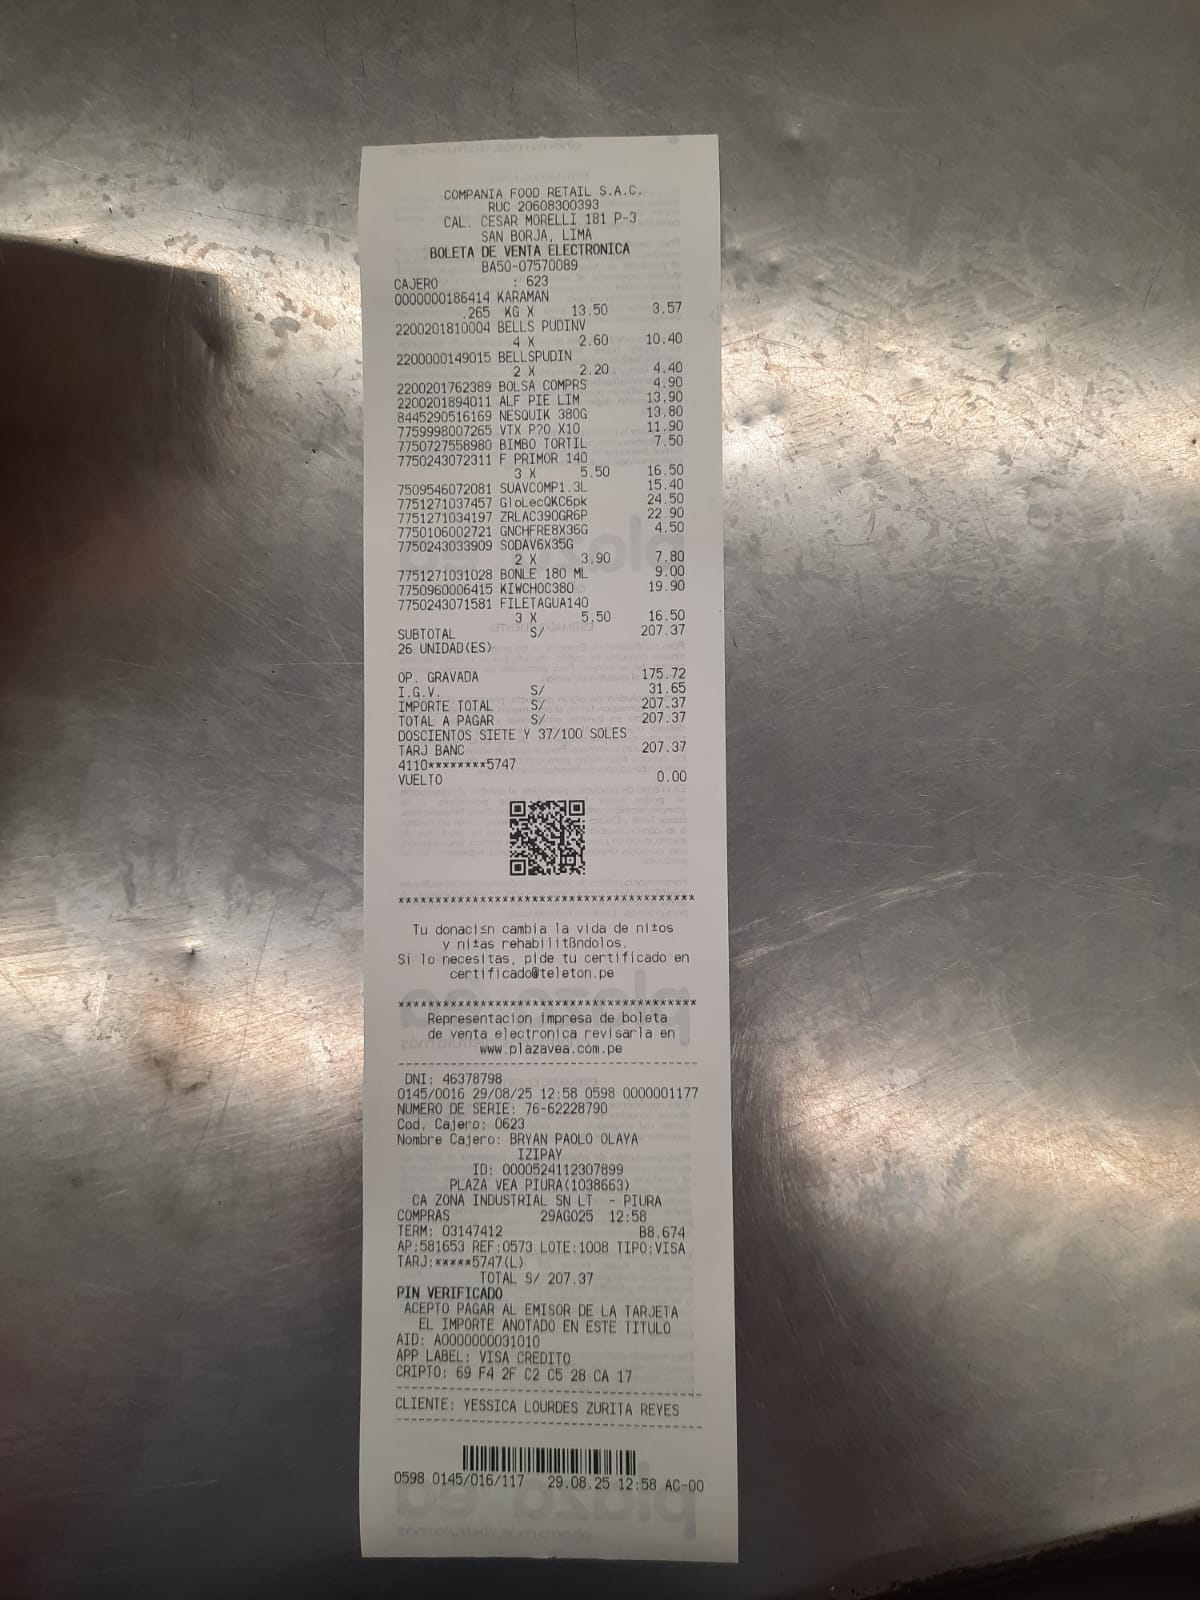 COMPANIA FOOD RETAIL S.A.C.
RUC 20608300393
CAL. CESAR MORELLI 181 P-3
SAN BORJA, LIMA
BOLETA DE VENTA ELECTRONICA
BA50-07570089
CAJERO : 623
0000000186414 KARAMAN
.265 KG X 13.50 3.57
2200201810004 BELLS PUDINV
4 X 2.60 10.40
2200000149015 BELLSPUDIN
2 X 2.20 4.40
2200201762389 BOLSA COMPRS 4.90
2200201894011 ALF PIE LIM 13.90
8445290516169 NESQUIK 380G 13.80
7759998007265 VTX P?0 X10 11.90
7750727558980 BIMBO TORTIL 7.50
7750243072311 F PRIMOR 140
3 X 5.50 16.50
7509546072081 SUAVCOMP1.3L 15.40
7751271037457 GloLecQKC6pk 24.50
7751271034197 ZRLAC390GR6P 22.90
7750106002721 GNCHFRE8X36G 4.50
7750243033909 SODAV6X35G
2 X 3.90 7.80
7751271031028 BONLE 180 ML 9.00
7750960006415 KIWCHOC380 19.90
7750243071581 FILETAGUA140
3 X 5.50 16.50
SUBTOTAL S/ 207.37
26 UNIDAD(ES)
OP. GRAVADA 175.72
I.G.V. S/ 31.65
IMPORTE TOTAL S/ 207.37
TOTAL A PAGAR S/ 207.37
DOSCIENTOS SIETE Y 37/100 SOLES
TARJ BANC 207.37
4110********5747
VUELTO 0.00
****************************************
Tu donaci≤n cambia la vida de ni±os
y ni±as rehabilitßndolos.
Si lo necesitas, pide tu certificado en
certificado@teleton.pe
****************************************
Representacion impresa de boleta
de venta electronica revisarla en
www.plazavea.com.pe
----------------------------------------
DNI: 46378798
0145/0016 29/08/25 12:58 0598 0000001177
NUMERO DE SERIE: 76-62228790
Cod. Cajero: 0623
Nombre Cajero: BRYAN PAOLO OLAYA
IZIPAY
ID: 0000524112307899
PLAZA VEA PIURA(1038663)
CA ZONA INDUSTRIAL SN LT - PIURA
COMPRAS 29AGO25 12:58
TERM: 03147412 B8.674
AP:581653 REF:0573 LOTE:1008 TIPO:VISA
TARJ:*****5747(L)
TOTAL S/ 207.37
PIN VERIFICADO
ACEPTO PAGAR AL EMISOR DE LA TARJETA
EL IMPORTE ANOTADO EN ESTE TITULO
AID: A0000000031010
APP LABEL: VISA CREDITO
CRIPTO: 69 F4 2F C2 C5 28 CA 17
----------------------------------------
CLIENTE: YESSICA LOURDES ZURITA REYES
----------------------------------------
0598 0145/016/117 29.08.25 12:58 AC-00